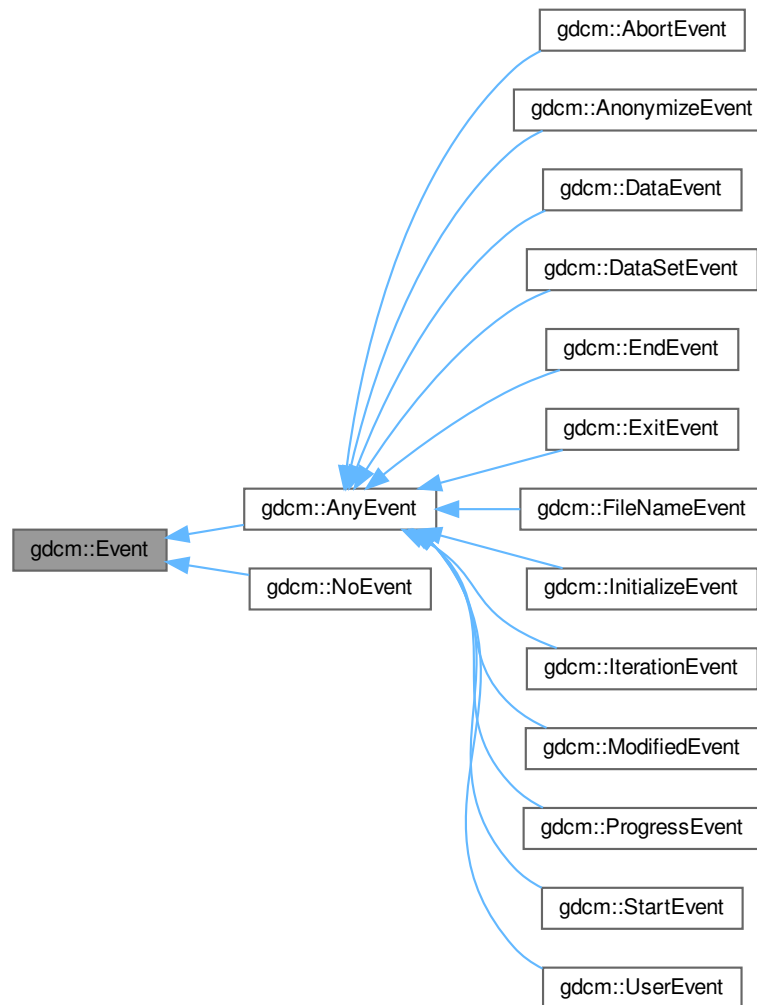 gdcm::AbortEvent
gdcm::AnonymizeEvent
gdcm::DataEvent
gdcm::DataSetEvent
gdcm::EndEvent
gdcm::ExitEvent
gdcm::AnyEvent
gdcm::FileNameEvent
gdcm::Event
gdcm::NoEvent
gdcm::InitializeEvent
gdcm::IterationEvent
gdcm::ModifiedEvent
gdcm::ProgressEvent
gdcm::StartEvent
gdcm::UserEvent